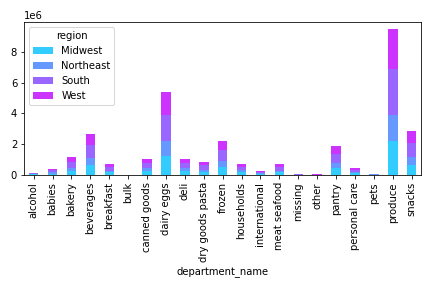 1e6
region
Midwest
Northeast
South
West
8
6
4
2
0
alcohol
babies
bakery
beverages
breakfast
bulk
canned goods
dairy eggs
deli
dry goods pasta
frozen
households
international
meat seafood
missing
other
pantry
personal care
pets
produce
snacks
department_name